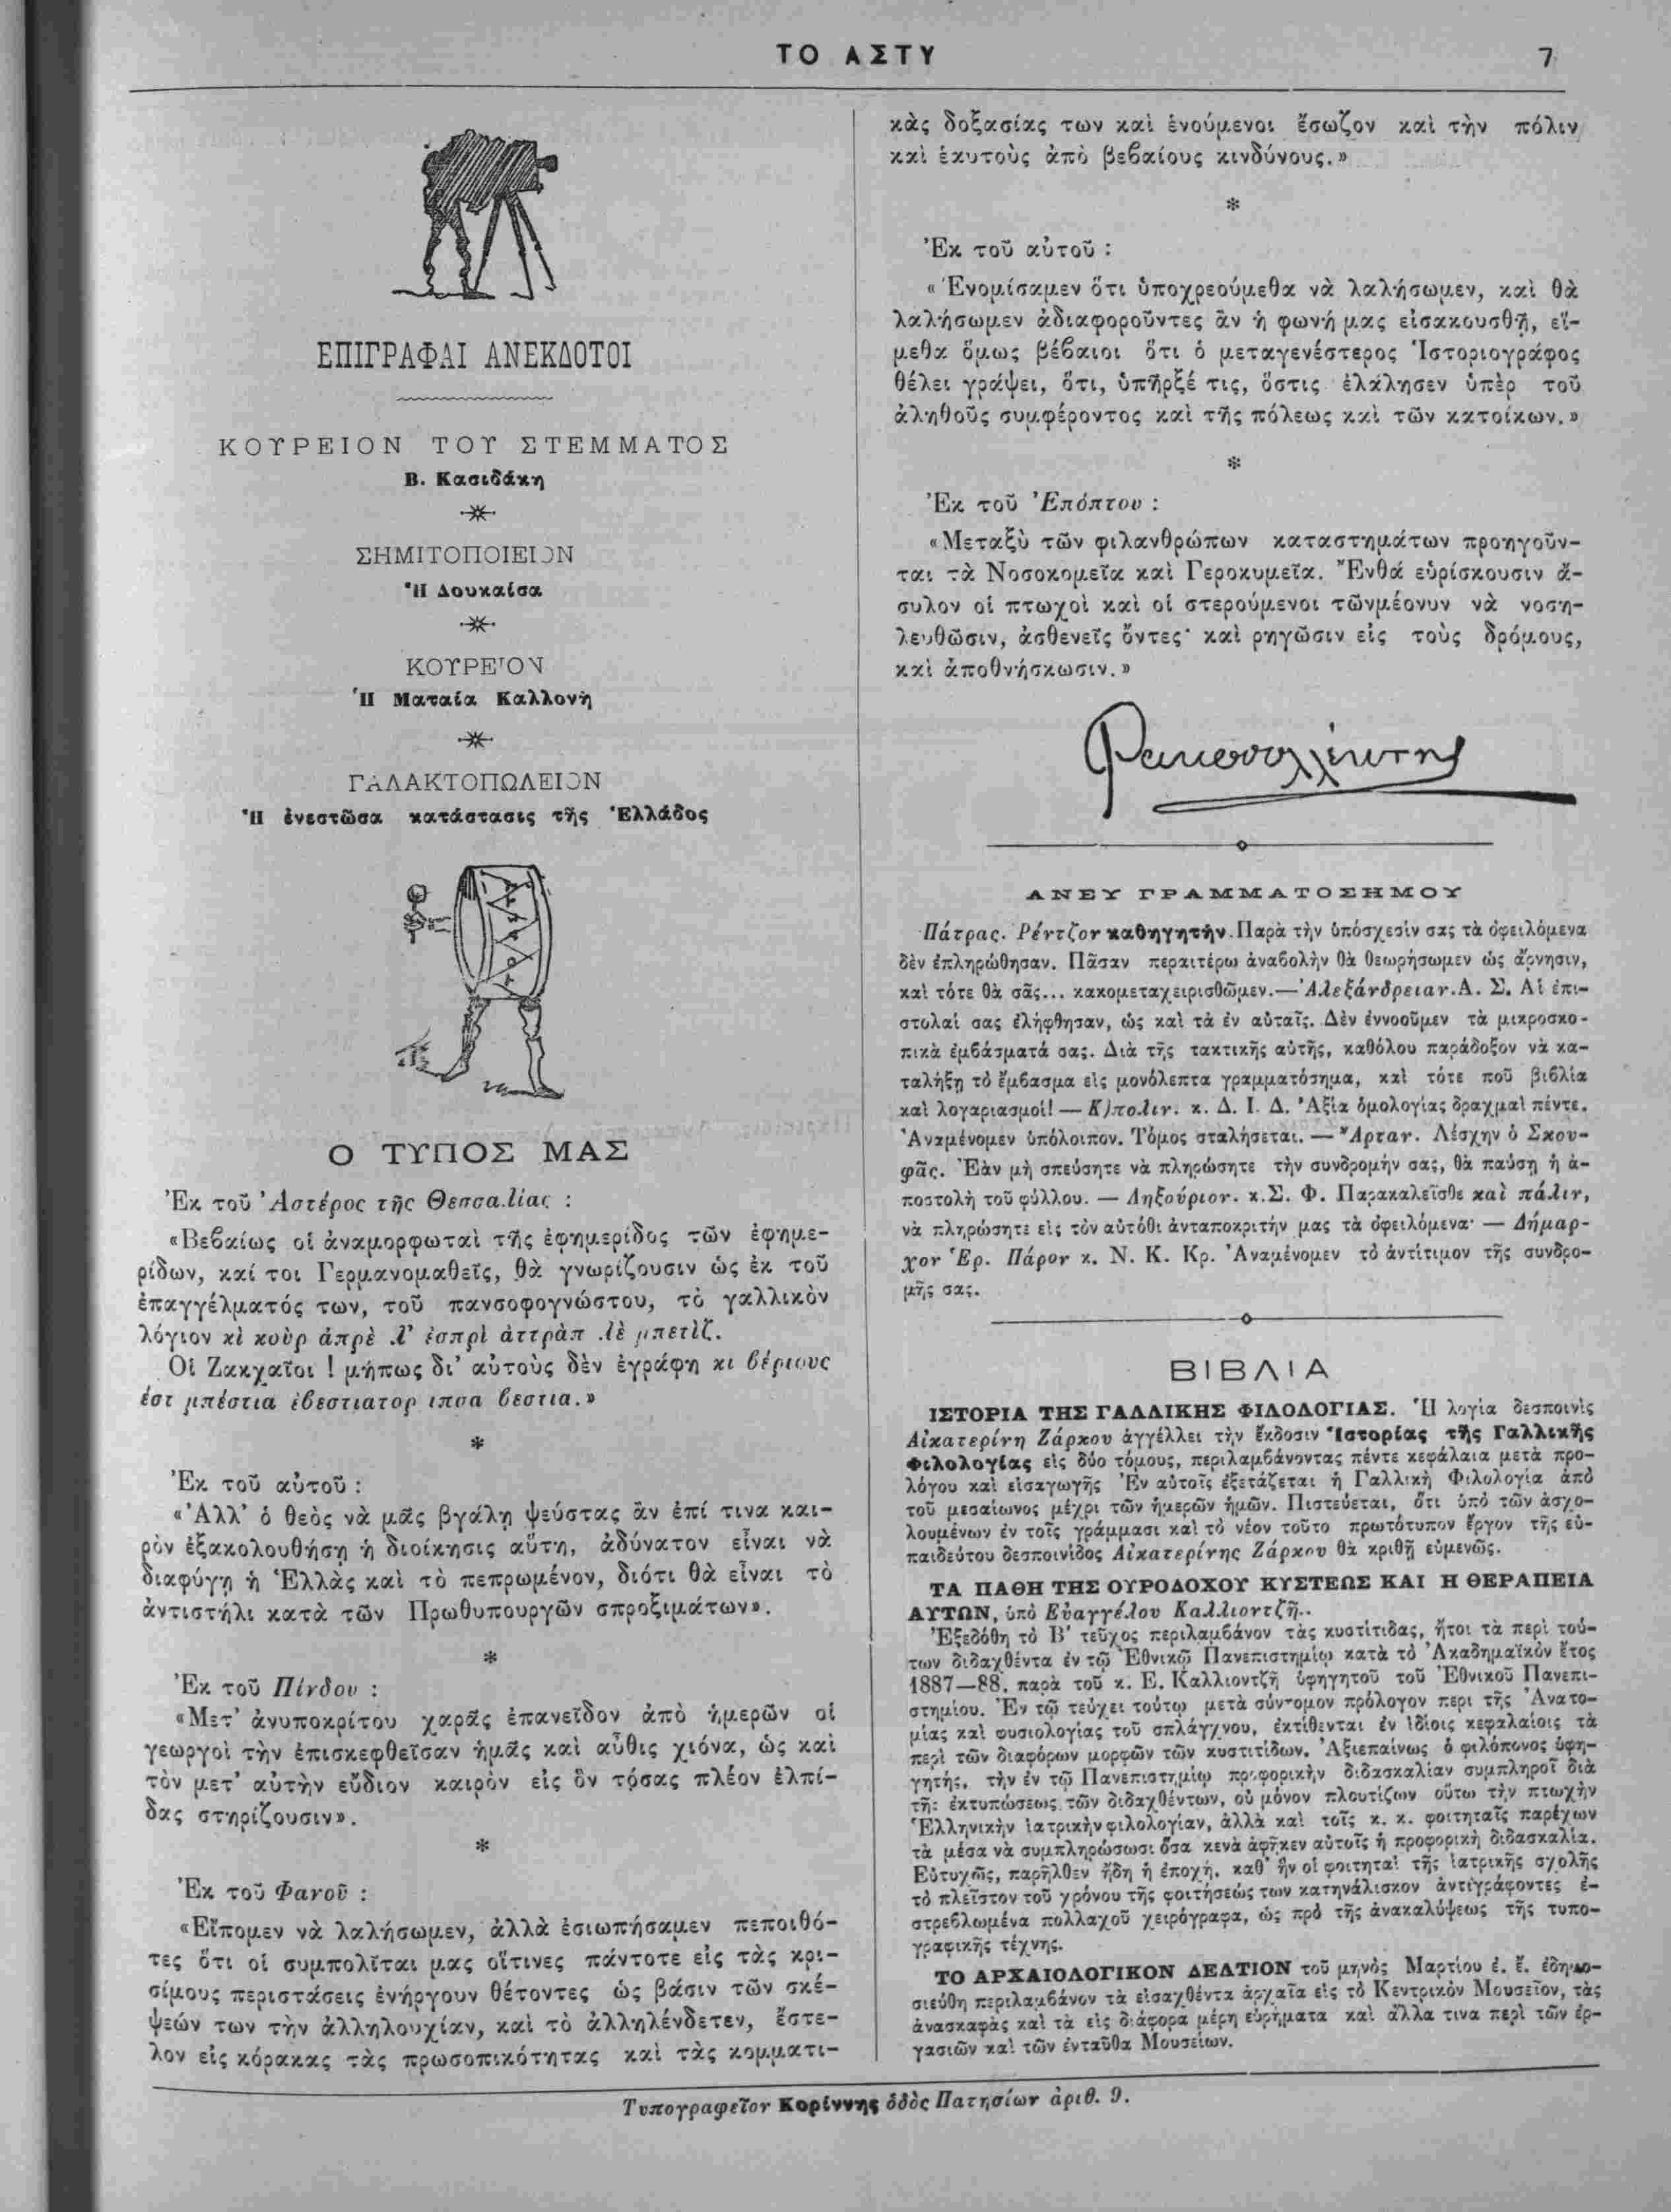 ΤΟ ΑΣΤΥ
7
ΕΠΙΓΡΑΦΑΙ ΑΝΕΚΔΟΤΟΙ
ΚΟΥΡΕΙΟΝ ΤΟΥ ΣΤΕΜΜΑΤΟΣ
Β. Κασιδάκη
ΣΗΜΙΤΟΠΟΙΕΙΟΝ
Ἡ Δουκαίσα
ΚΟΥΡΕΙΟΝ
Ἡ Ματαία Καλλονὴ
ΓΑΛΑΚΤΟΠΩΛΕΙΟΝ
Ἡ ἐνεστῶσα κατάστασις τῆς Ἑλλάδος
Ο ΤΥΠΟΣ ΜΑΣ
Ἐκ τοῦ Ἀστέρος τῆς Θεσσαλίας :
«Βεβαίως οἱ ἀναμορφωταὶ τῆς ἐφημερίδος τῶν ἐφημε-
ρίδων, καί τοι Γερμανομαθεῖς, θὰ γνωρίζουσιν ὡς ἐκ τοῦ
ἐπαγγέλματός των, τοῦ πανσοφογνώστου, τὸ γαλλικὸν
λόγιον κὶ κοὺρ ἀπρὲ λ' ἐσπρὶ ἀττρὰπ λὲ μπετὶζ.
Οἱ Ζακχαῖοι ! μήπως δι' αὐτοὺς δὲν ἐγράφη κι βέριους
ἐστ μπέστια ἐβεστιατορ ιπσα βεστια.»
*
Ἐκ τοῦ αὐτοῦ :
«Ἀλλ' ὁ θεὸς νὰ μᾶς βγάλῃ ψεύστας ἂν ἐπί τινα και-
ρὸν ἐξακολουθήσῃ ἡ διοίκησις αὕτη, ἀδύνατον εἶναι νὰ
διαφύγῃ ἡ Ἑλλὰς καὶ τὸ πεπρωμένον, διότι θὰ εἶναι τὸ
ἀντιστήλι κατὰ τῶν Πρωθυπουργῶν σπροξιμάτων».
*
Ἐκ τοῦ Πίνδου :
«Μετ' ἀνυποκρίτου χαρᾶς ἐπανεῖδον ἀπὸ ἡμερῶν οἱ
γεωργοὶ τὴν ἐπισκεφθεῖσαν ἡμᾶς καὶ αὖθις χιόνα, ὡς καὶ
τὸν μετ' αὐτὴν εὔδιον καιρὸν εἰς ὃν τόσας πλέον ἐλπί-
δας στηρίζουσιν».
*
Ἐκ τοῦ Φανοῦ :
«Εἴπομεν νὰ λαλήσωμεν, ἀλλὰ ἐσιωπήσαμεν πεποιθό-
τες ὅτι οἱ συμπολῖται μας οἵτινες πάντοτε εἰς τὰς κρι-
σίμους περιστάσεις ἐνήργουν θέτοντες ὡς βάσιν τῶν σκέ-
ψεών των τὴν ἀλληλουχίαν, καὶ τὸ ἀλληλένδετεν, ἔστε-
λον εἰς κόρακας τὰς πρωσοπικότητας καὶ τὰς κομματι-
κὰς δοξασίας των καὶ ἑνούμενοι ἔσωζον καὶ τὴν πόλιν
καὶ ἑαυτοὺς ἀπὸ βεβαίους κινδύνους.»
*
Ἐκ τοῦ αὐτοῦ :
«Ἐνομίσαμεν ὅτι ὑποχρεούμεθα νὰ λαλήσωμεν, καὶ θὰ
λαλήσωμεν ἀδιαφοροῦντες ἂν ἡ φωνή μας εἰσακουσθῇ, εἴ-
μεθα ὅμως βέβαιοι ὅτι ὁ μεταγενέστερος Ἱστοριογράφος
θέλει γράψει, ὅτι, ὑπῆρξέ τις, ὅστις ἐλάλησεν ὑπὲρ τοῦ
ἀληθοῦς συμφέροντος καὶ τῆς πόλεως καὶ τῶν κατοίκων.»
*
Ἐκ τοῦ Ἐπόπτου :
«Μεταξὺ τῶν φιλανθρώπων καταστημάτων προηγοῦν-
ται τὰ Νοσοκομεῖα καὶ Γεροκυμεῖα. Ἔνθά εὑρίσκουσιν ἄ-
συλον οἱ πτωχοὶ καὶ οἱ στερούμενοι τῶνμέονυν νὰ νοση-
λευθῶσιν, ἀσθενεῖς ὄντες· καὶ ρηγῶσιν εἰς τοὺς δρόμους,
καὶ ἀποθνήσκωσιν.»
ΑΝΕΥ ΓΡΑΜΜΑΤΟΣΗΜΟΥ
Πάτρας. Ρέντζον καθηγητήν. Παρὰ τὴν ὑπόσχεσίν σας τὰ ὀφειλόμενα
δὲν ἐπληρώθησαν. Πᾶσαν περαιτέρω ἀναβολὴν θὰ θεωρήσωμεν ὡς ἄρνησιν,
καὶ τότε θὰ σᾶς... κακομεταχειρισθῶμεν.—Ἀλεξάνδρειαν. Α. Σ. Αἱ ἐπι-
στολαί σας ἐλήφθησαν, ὡς καὶ τὰ ἐν αὐταῖς. Δὲν ἐννοοῦμεν τὰ μικροσκο-
πικὰ ἐμβάσματά σας. Διὰ τῆς τακτικῆς αὐτῆς, καθόλου παράδοξον νὰ κα-
ταλήξῃ τὸ ἔμβασμα εἰς μονόλεπτα γραμματόσημα, καὶ τότε ποῦ βιβλία
καὶ λογαριασμοί! — Κ)πολιν. κ. Δ. Ι. Δ. Ἀξία ὁμολογίας δραχμαὶ πέντε.
Ἀναμένομεν ὑπόλοιπον. Τόμος σταλήσεται. — Ἄρταν. Λέσχην ὁ Σκου-
φᾶς. Ἐὰν μὴ σπεύσητε νὰ πληρώσητε τὴν συνδρομήν σας, θὰ παύσῃ ἡ ἀ-
ποστολὴ τοῦ φύλλου. — Ληξούριον. κ. Σ. Φ. Παρακαλεῖσθε καὶ πάλιν,
νὰ πληρώσητε εἰς τὸν αὐτόθι ἀνταποκριτήν μας τὰ ὀφειλόμενα· — Δήμαρ-
χον Ἑρ. Πάρον κ. Ν. Κ. Κρ. Ἀναμένομεν τὸ ἀντίτιμον τῆς συνδρο-
μῆς σας.
ΒΙΒΛΙΑ
ΙΣΤΟΡΙΑ ΤΗΣ ΓΑΛΛΙΚΗΣ ΦΙΛΟΛΟΓΙΑΣ. Ἡ λογία δεσποινὶς
Αἰκατερίνη Ζάρκου ἀγγέλλει τὴν ἔκδοσιν Ἱστορίας τῆς Γαλλικῆς
Φιλολογίας εἰς δύο τόμους, περιλαμβάνοντας πέντε κεφάλαια μετὰ προ-
λόγου καὶ εἰσαγωγῆς Ἐν αὐτοῖς ἐξετάζεται ἡ Γαλλικὴ Φιλολογία ἀπὸ
τοῦ μεσαίωνος μέχρι τῶν ἡμερῶν ἡμῶν. Πιστεύεται, ὅτι ὑπὸ τῶν ἀσχο-
λουμένων ἐν τοῖς γράμμασι καὶ τὸ νέον τοῦτο πρωτότυπον ἔργον τῆς εὐ-
παιδεύτου δεσποινίδος Αἰκατερίνης Ζάρκου θὰ κριθῇ εὐμενῶς.
ΤΑ ΠΑΘΗ ΤΗΣ ΟΥΡΟΔΟΧΟΥ ΚΥΣΤΕΩΣ ΚΑΙ Η ΘΕΡΑΠΕΙΑ
ΑΥΤΩΝ, ὑπὸ Εὐαγγέλου Καλλιοντζῆ..
Ἐξεδόθη τὸ Β' τεῦχος περιλαμβάνον τὰς κυστίτιδας, ἤτοι τὰ περὶ τού-
των διδαχθέντα ἐν τῷ Ἐθνικῷ Πανεπιστημίῳ κατὰ τὸ Ἀκαδημαϊκὸν ἔτος
1887—88, παρὰ τοῦ κ. Ε. Καλλιοντζῆ ὑφηγητοῦ τοῦ Ἐθνικοῦ Πανεπι-
στημίου. Ἐν τῷ τεύχει τούτῳ μετὰ σύντομον πρόλογον περι τῆς Ἀνατο-
μίας καὶ φυσιολογίας τοῦ σπλάγχνου, ἐκτίθενται ἐν ἰδίοις κεφαλαίοις τὰ
περὶ τῶν διαφόρων μορφῶν τῶν κυστιτίδων. Ἀξιεπαίνως ὁ φιλόπονος ὑφη-
γητής, τὴν ἐν τῷ Πανεπιστημίῳ προφορικὴν διδασκαλίαν συμπληροῖ διὰ
τῆς ἐκτυπώσεως τῶν διδαχθέντων, οὐ μόνον πλουτίζων οὕτω τὴν πτωχὴν
Ἑλληνικὴν ἰατρικὴν φιλολογίαν, ἀλλὰ καὶ τοῖς κ. κ. φοιτηταῖς παρέχων
τὰ μέσα νὰ συμπληρώσωσι ὅσα κενὰ ἀφῆκεν αὐτοῖς ἡ προφορικὴ διδασκαλία.
Εὐτυχῶς, παρῆλθεν ἤδη ἡ ἐποχή, καθ' ἣν οἱ φοιτηταὶ τῆς ἰατρικῆς σχολῆς
τὸ πλεῖστον τοῦ χρόνου τῆς φοιτήσεώς των κατηνάλισκον ἀντιγράφοντες ἐ-
στρεβλωμένα πολλαχοῦ χειρόγραφα, ὡς πρὸ τῆς ἀνακαλύψεως τῆς τυπο-
γραφικῆς τέχνης.
ΤΟ ΑΡΧΑΙΟΛΟΓΙΚΟΝ ΔΕΛΤΙΟΝ τοῦ μηνὸς Μαρτίου ἐ. ἔ. ἐδημο-
σιεύθη περιλαμβάνον τὰ εἰσαχθέντα ἀρχαῖα εἰς τὸ Κεντρικὸν Μουσεῖον, τὰς
ἀνασκαφὰς καὶ τὰ εἰς διάφορα μέρη εὑρήματα καὶ ἄλλα τινα περὶ τῶν ἐρ-
γασιῶν καὶ τῶν ἐνταῦθα Μουσείων.
Τυπογραφεῖον Κορίννης ὁδὸς Πατησίων ἀριθ. 9.